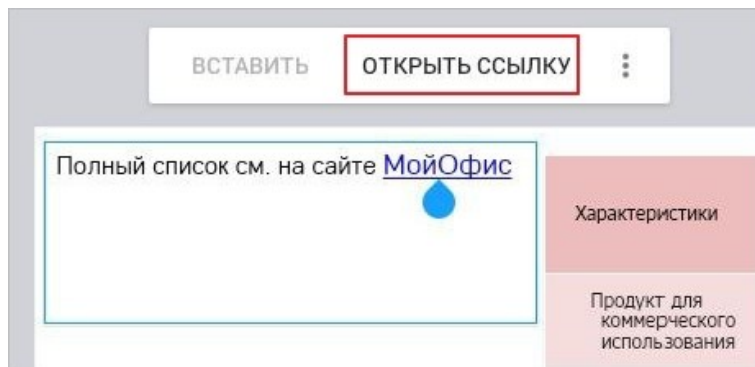 ВСТАВИТЬ ОТКРЫТЬ ССЫЛКУ
Полный список см. на сайте МойОфис
Характеристики
Продукт для
коммерческого
использования